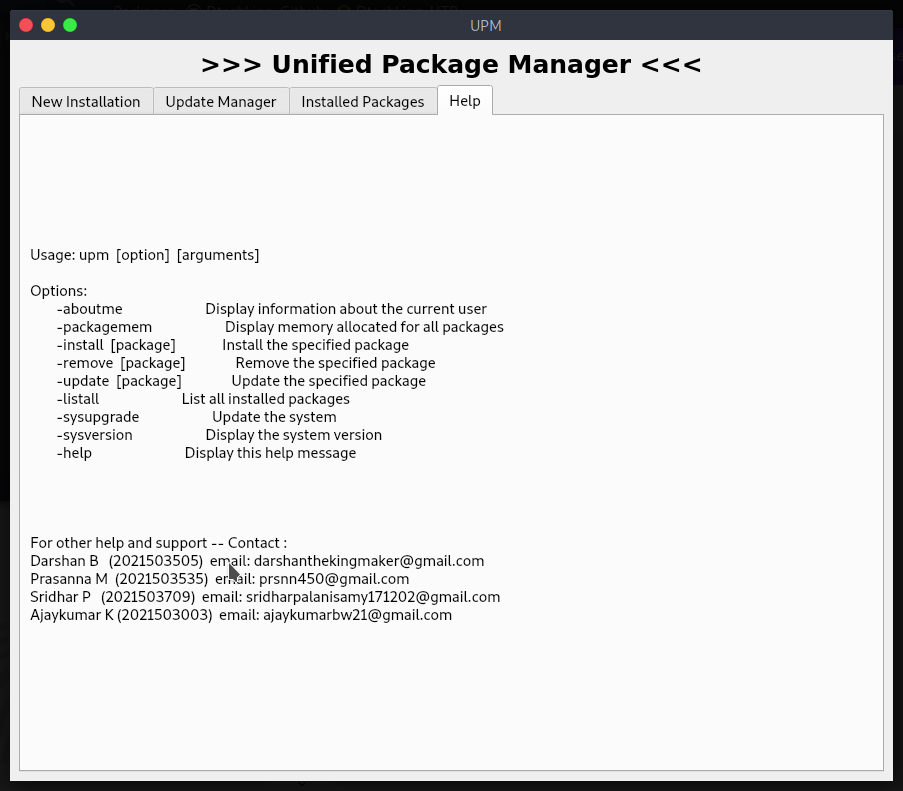 UPM
>>> Unified Package Manager <<<
New Installation Update Manager Installed Packages Help
Usage: upm [option] [arguments]
Options:
-aboutme Display information about the current user
-packagemem Display memory allocated for all packages
-install [package] Install the specified package
-remove [package] Remove the specified package
-update [package] Update the specified package
-listall List all installed packages
-sysupgrade Update the system
-sysversion Display the system version
-help Display this help message
For other help and support -- Contact :
Darshan B (2021503505) email: darshanthekingmaker@gmail.com
Prasanna M (2021503535) email: prsnn450@gmail.com
Sridhar P (2021503709) email: sridharpalanisamy171202@gmail.com
Ajaykumar K (2021503003) email: ajaykumarbw21@gmail.com